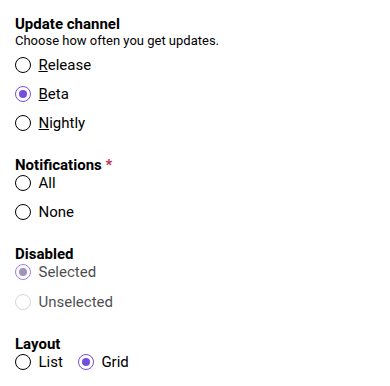 Update channel
Choose how often you get updates.
Release
Beta
Nightly
Notifications *
All
None
Disabled
Selected
Unselected
Layout
List Grid